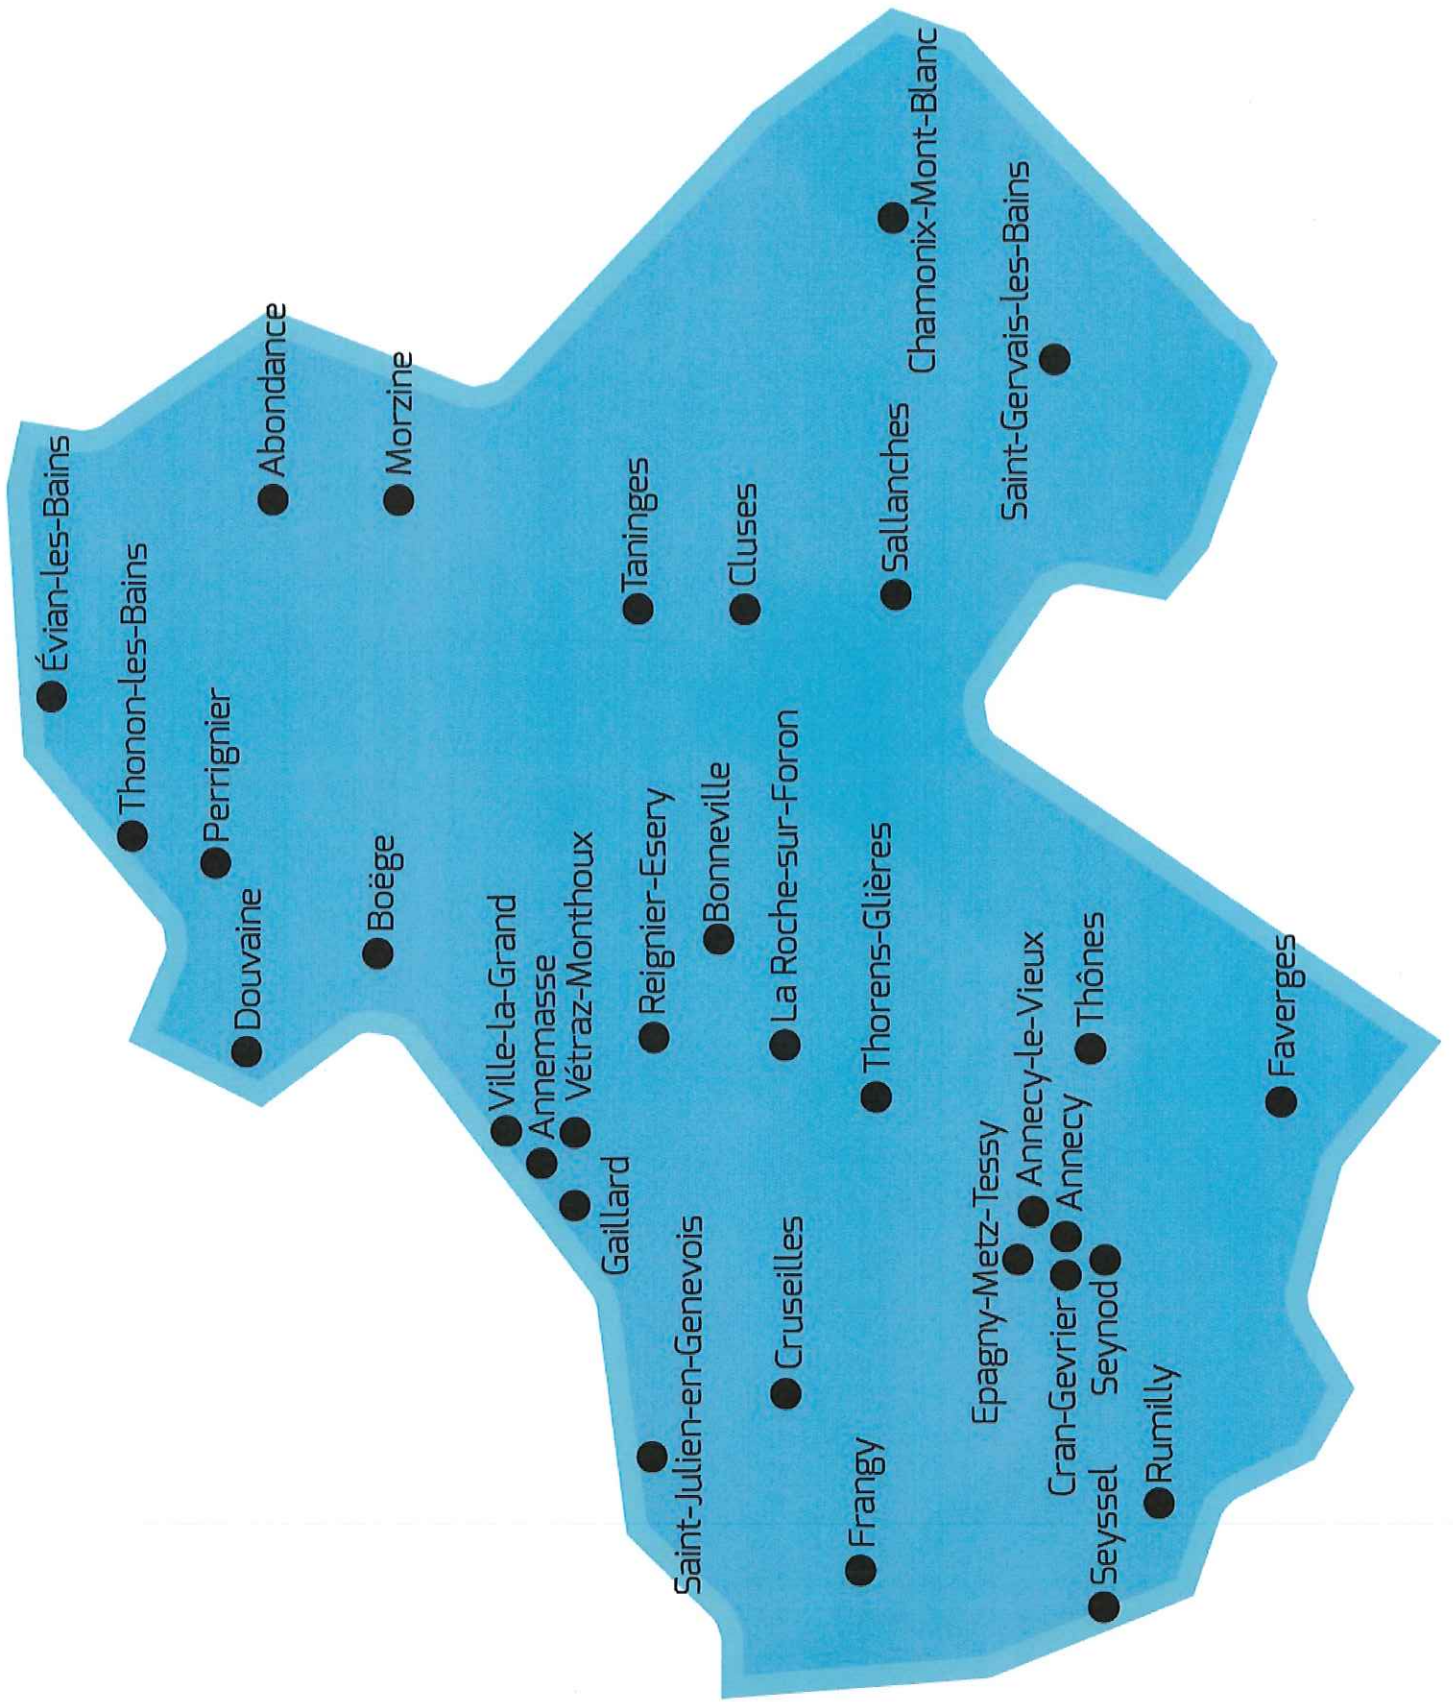 Évian-les-Bains
Thonon-les-Bains
Perrignier
Douvaine
Abondance
Boëge
Morzine
Ville-la-Grand
Annemasse
Vétraz-Monthoux
Gaillard
Taninges
Reignier-Esery
Saint-Julien-en-Genevois
Bonneville
Cluses
La Roche-sur-Foron
Cruseilles
Frangy
Thorens-Glières
Sallanches
Chamonix-Mont-Blanc
Epagny-Metz-Tessy
Annecy-le-Vieux
Saint-Gervais-les-Bains
Cran-Gevrier
Annecy
Thônes
Seyssel
Seynod
Rumilly
Faverges